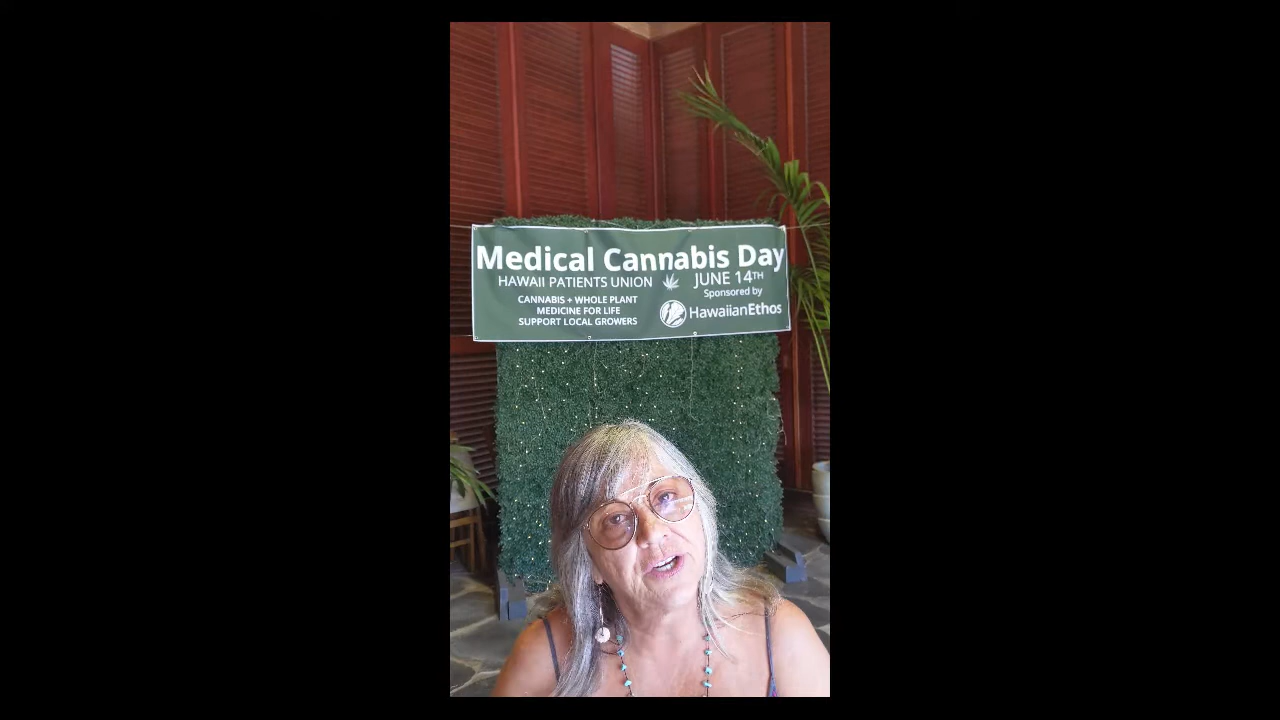 Medical Cannabis Day
HAWAII PATIENTS UNION
CANNABIS + WHOLE PLANT
MEDICINE FOR LIFE
SUPPORT LOCAL GROWERS
JUNE 14TH
Sponsored by
HawaiianEthos